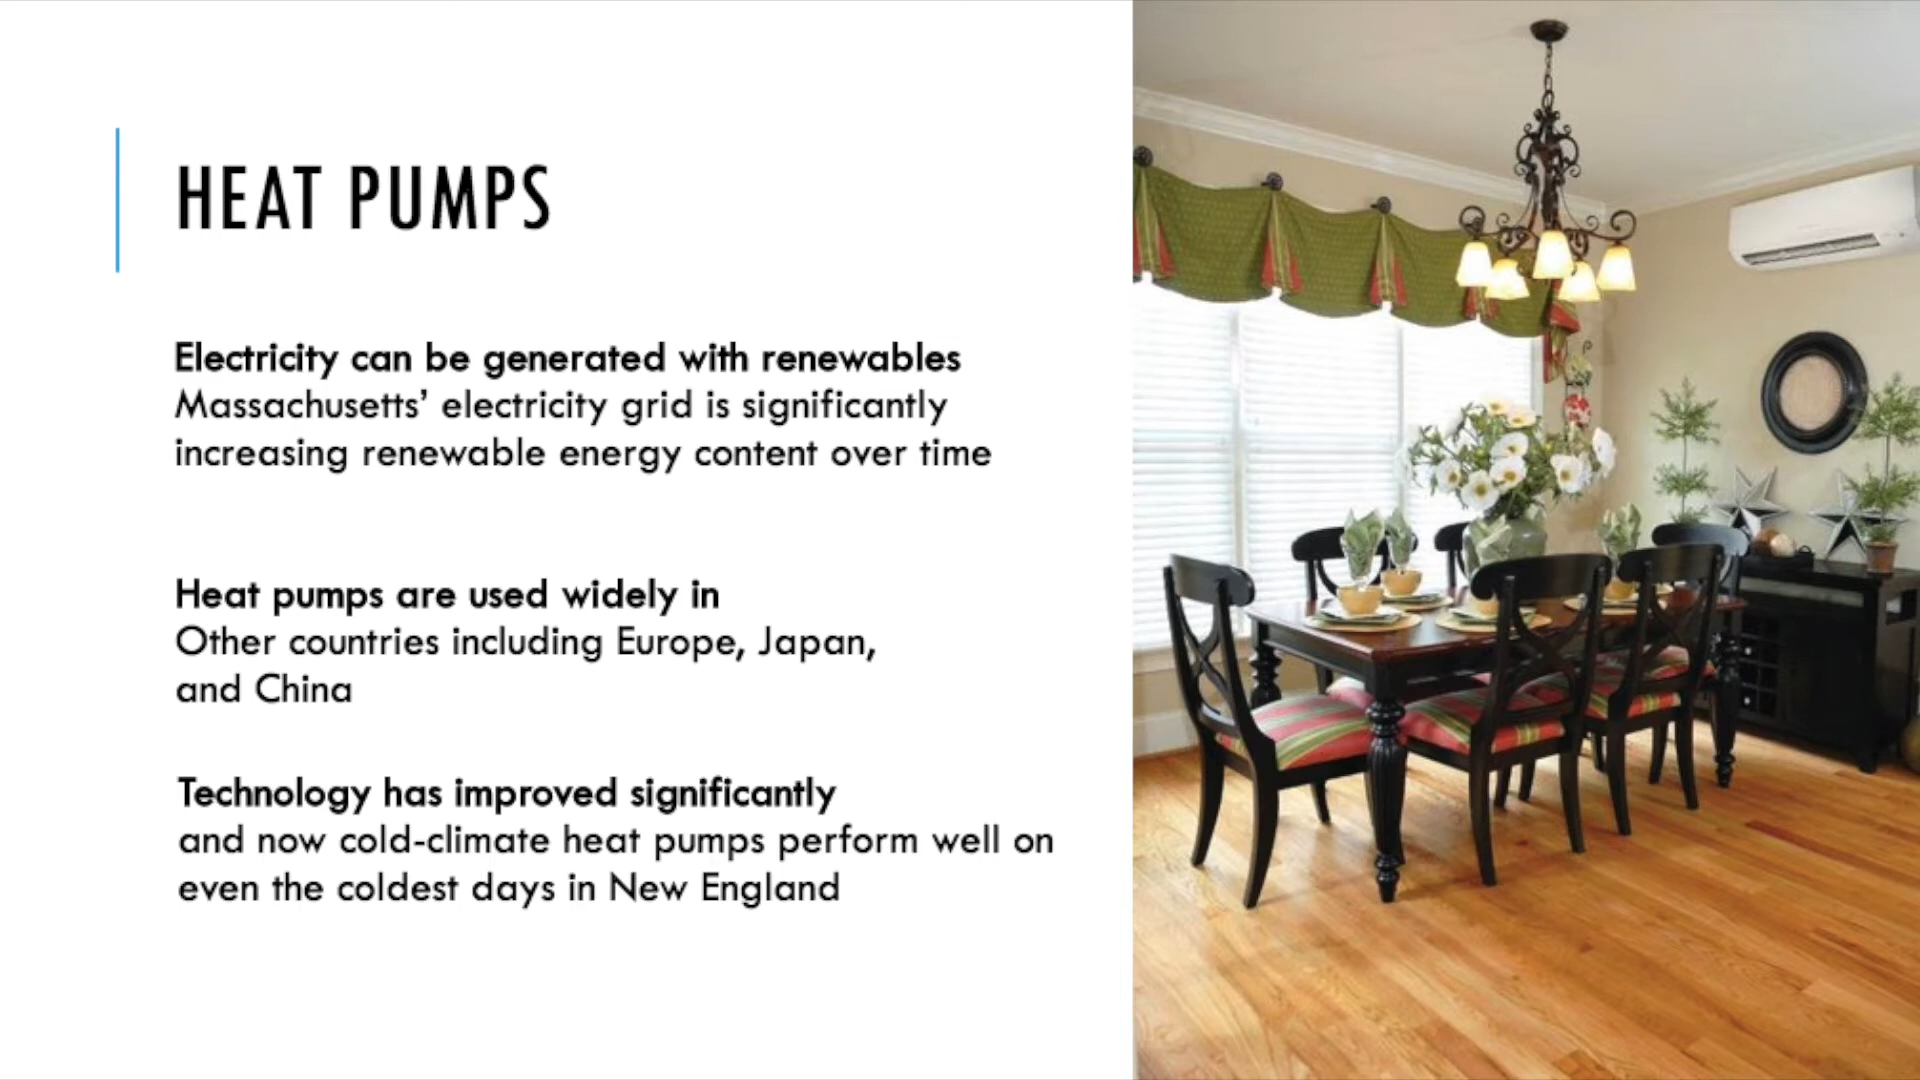 HEAT PUMPS
Electricity can be generated with renewables
Massachusetts’ electricity grid is significantly
increasing renewable energy content over time
Heat pumps are used widely in
Other countries including Europe, Japan,
and China
Technology has improved significantly
and now cold-climate heat pumps perform well on
even the coldest days in New England